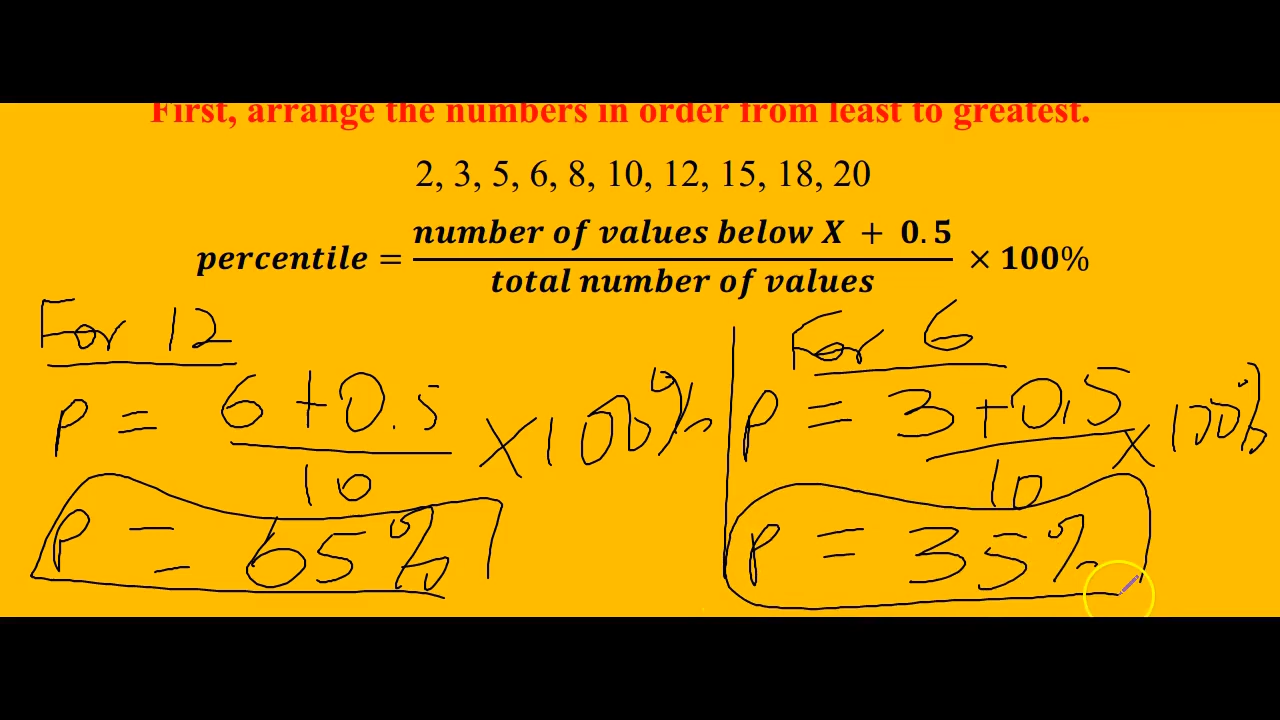 First, arrange the numbers in order from least to greatest.
2, 3, 5, 6, 8, 10, 12, 15, 18, 20
percentile = number of values below X + 0.5 / total number of values × 100%
For 12
P = 6 + 0.5 / 10 × 100%
P = 65%
For 6
P = 3 + 0.5 / 10 × 100%
P = 35%